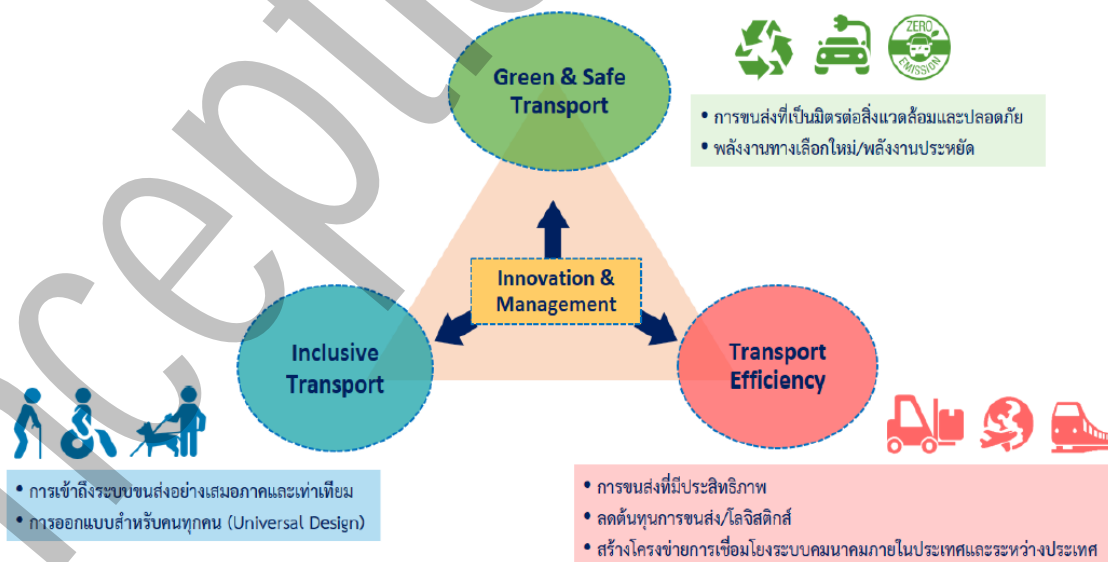 ZERO
EMISSION
Green & Safe
Transport
• การขนส่งที่เป็นมิตรต่อสิ่งแวดล้อมและปลอดภัย
• พลังงานทางเลือกใหม่/พลังงานประหยัด
Innovation &
Management
Inclusive
Transport
Transport
Efficiency
• การเข้าถึงระบบขนส่งอย่างเสมอภาคและเท่าเทียม
• การออกแบบสำหรับคนทุกคน (Universal Design)
• การขนส่งที่มีประสิทธิภาพ
• ลดต้นทุนการขนส่ง/โลจิสติกส์
• สร้างโครงข่ายการเชื่อมโยงระบบคมนาคมภายในประเทศและระหว่างประเทศ